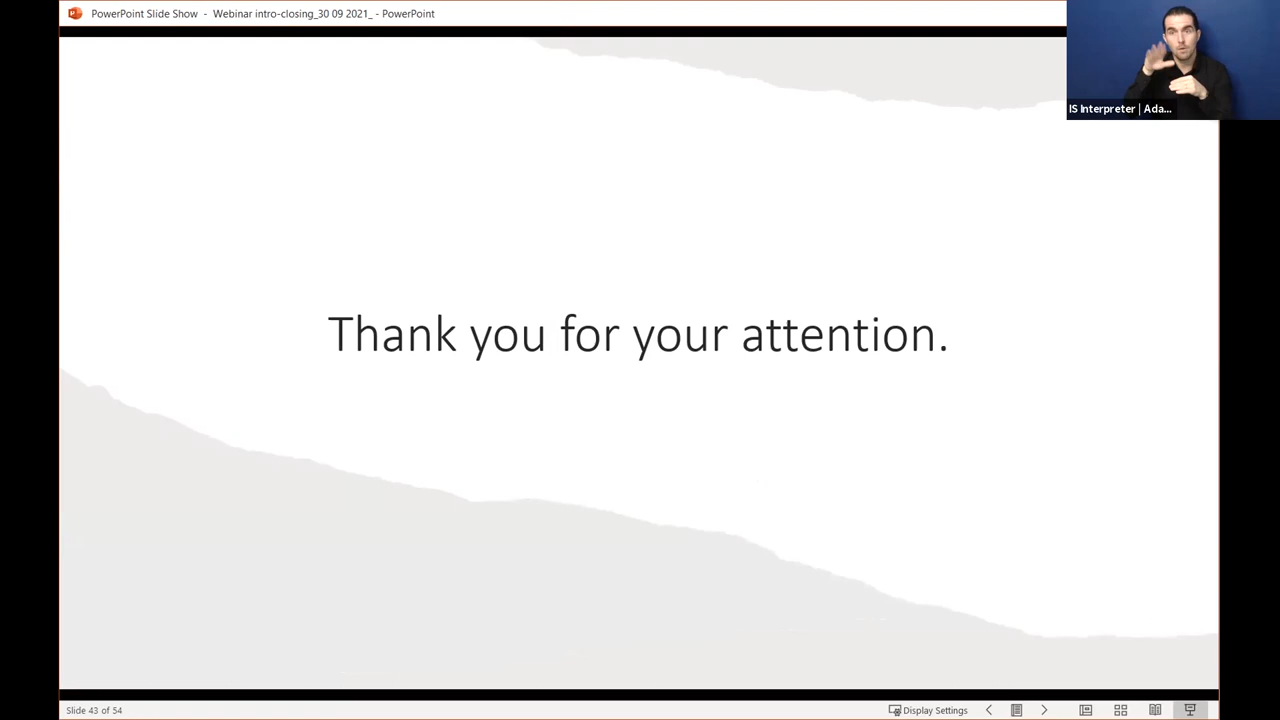 PowerPoint Slide Show - Webinar intro-closing_30 09 2021_ - PowerPoint
IS Interpreter | Ada...
Thank you for your attention.
Slide 43 of 54
Display Settings